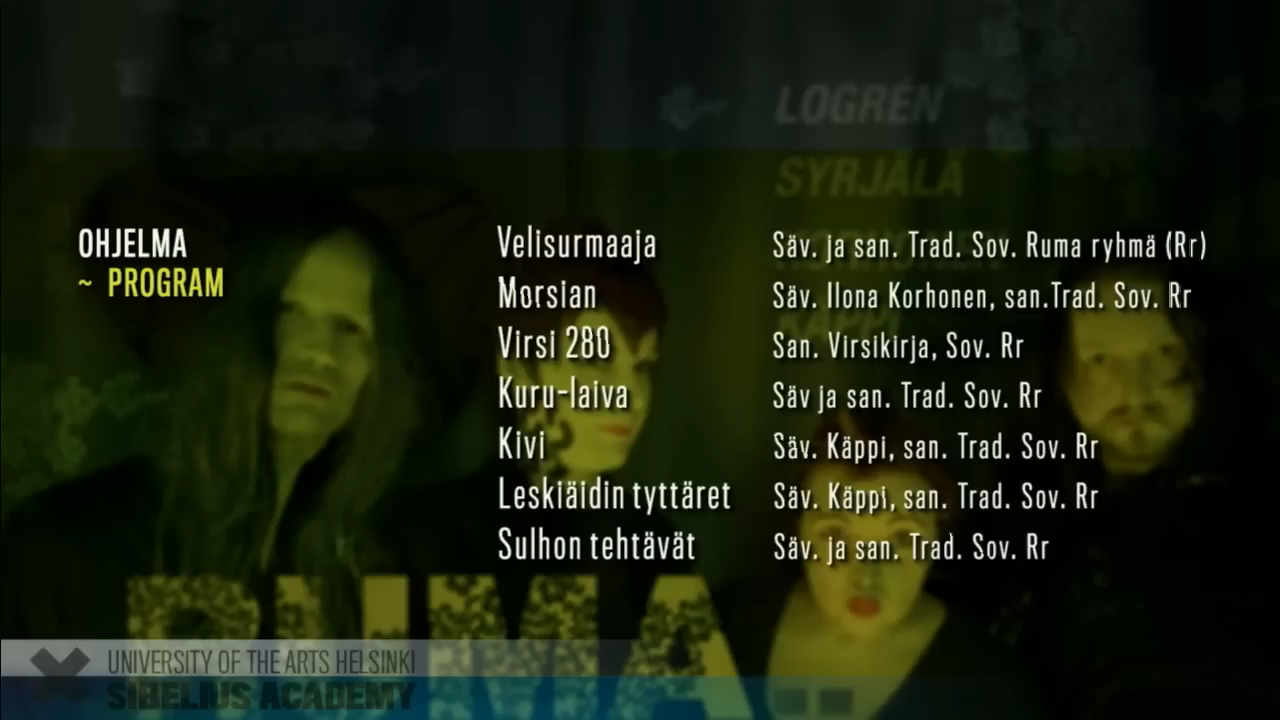 LOGRÉN
SYRJÄLÄ
KORHONEN
KÄPPI
OHJELMA
~ PROGRAM
Velisurmaaja Säv. ja san. Trad. Sov. Ruma ryhmä (Rr)
Morsian Säv. Ilona Korhonen, san.Trad. Sov. Rr
Virsi 280 San. Virsikirja, Sov. Rr
Kuru-laiva Säv ja san. Trad. Sov. Rr
Kivi Säv. Käppi, san. Trad. Sov. Rr
Leskiäidin tyttäret Säv. Käppi, san. Trad. Sov. Rr
Sulhon tehtävät Säv. ja san. Trad. Sov. Rr
RUMA
UNIVERSITY OF THE ARTS HELSINKI
SIBELIUS ACADEMY